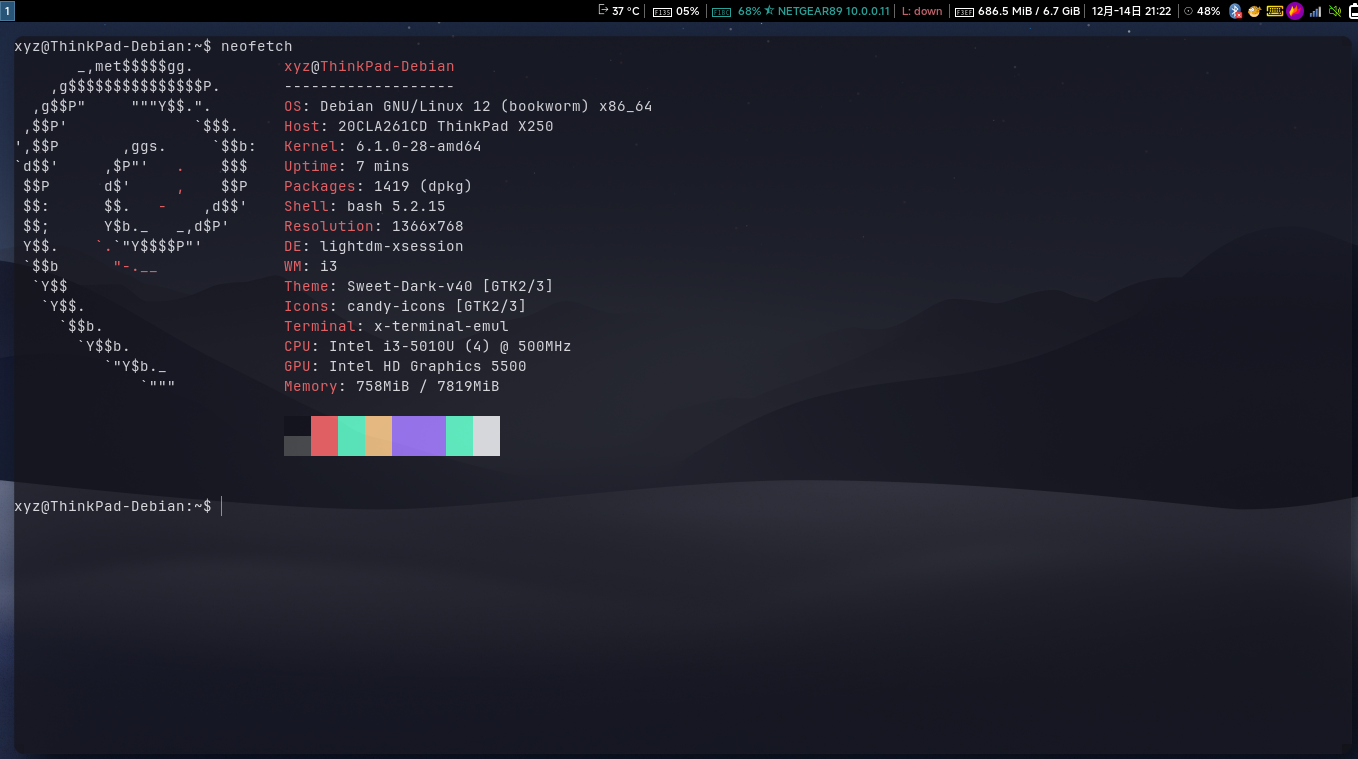 1 37 °C F135 05% 68% NETGEAR89 10.0.0.11 L: down F3EF 686.5 MiB / 6.7 GiB 12月-14日 21:22 48%
xyz@ThinkPad-Debian:~$ neofetch
       _,met$$$$$gg.          xyz@ThinkPad-Debian
    ,g$$$$$$$$$$$$$$$P.       -------------------
  ,g$$P"     """Y$$.".        OS: Debian GNU/Linux 12 (bookworm) x86_64
 ,$$P'              `$$$.     Host: 20CLA261CD ThinkPad X250
',$$P       ,ggs.     `$$b:   Kernel: 6.1.0-28-amd64
`d$$'     ,$P"'   .    $$$    Uptime: 7 mins
 $$P      d$'     ,    $$P    Packages: 1419 (dpkg)
 $$:      $$.   -    ,d$$'    Shell: bash 5.2.15
 $$;      Y$b._   _,d$P'      Resolution: 1366x768
 Y$$.    `.`"Y$$$$P"'         DE: lightdm-xsession
 `$$b      "-.__              WM: i3
  `Y$$                        Theme: Sweet-Dark-v40 [GTK2/3]
   `Y$$.                      Icons: candy-icons [GTK2/3]
     `$$b.                    Terminal: x-terminal-emul
       `Y$$b.                 CPU: Intel i3-5010U (4) @ 500MHz
          `"Y$b._             GPU: Intel HD Graphics 5500
              `"""            Memory: 758MiB / 7819MiB
xyz@ThinkPad-Debian:~$